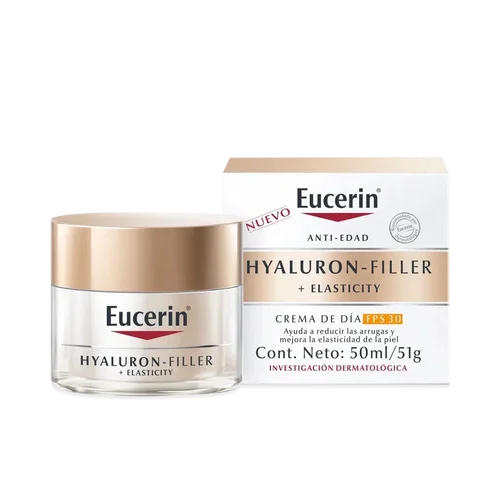 Eucerin®
HYALURON-FILLER
+ ELASTICITY
NUEVO
Eucerin®
ANTI-EDAD
HYALURON-FILLER
+ ELASTICITY
CREMA DE DÍA FPS 30
Ayuda a reducir las arrugas y
mejora la elasticidad de la piel
Cont. Neto: 50ml/51g
INVESTIGACIÓN DERMATOLÓGICA
Eucerin